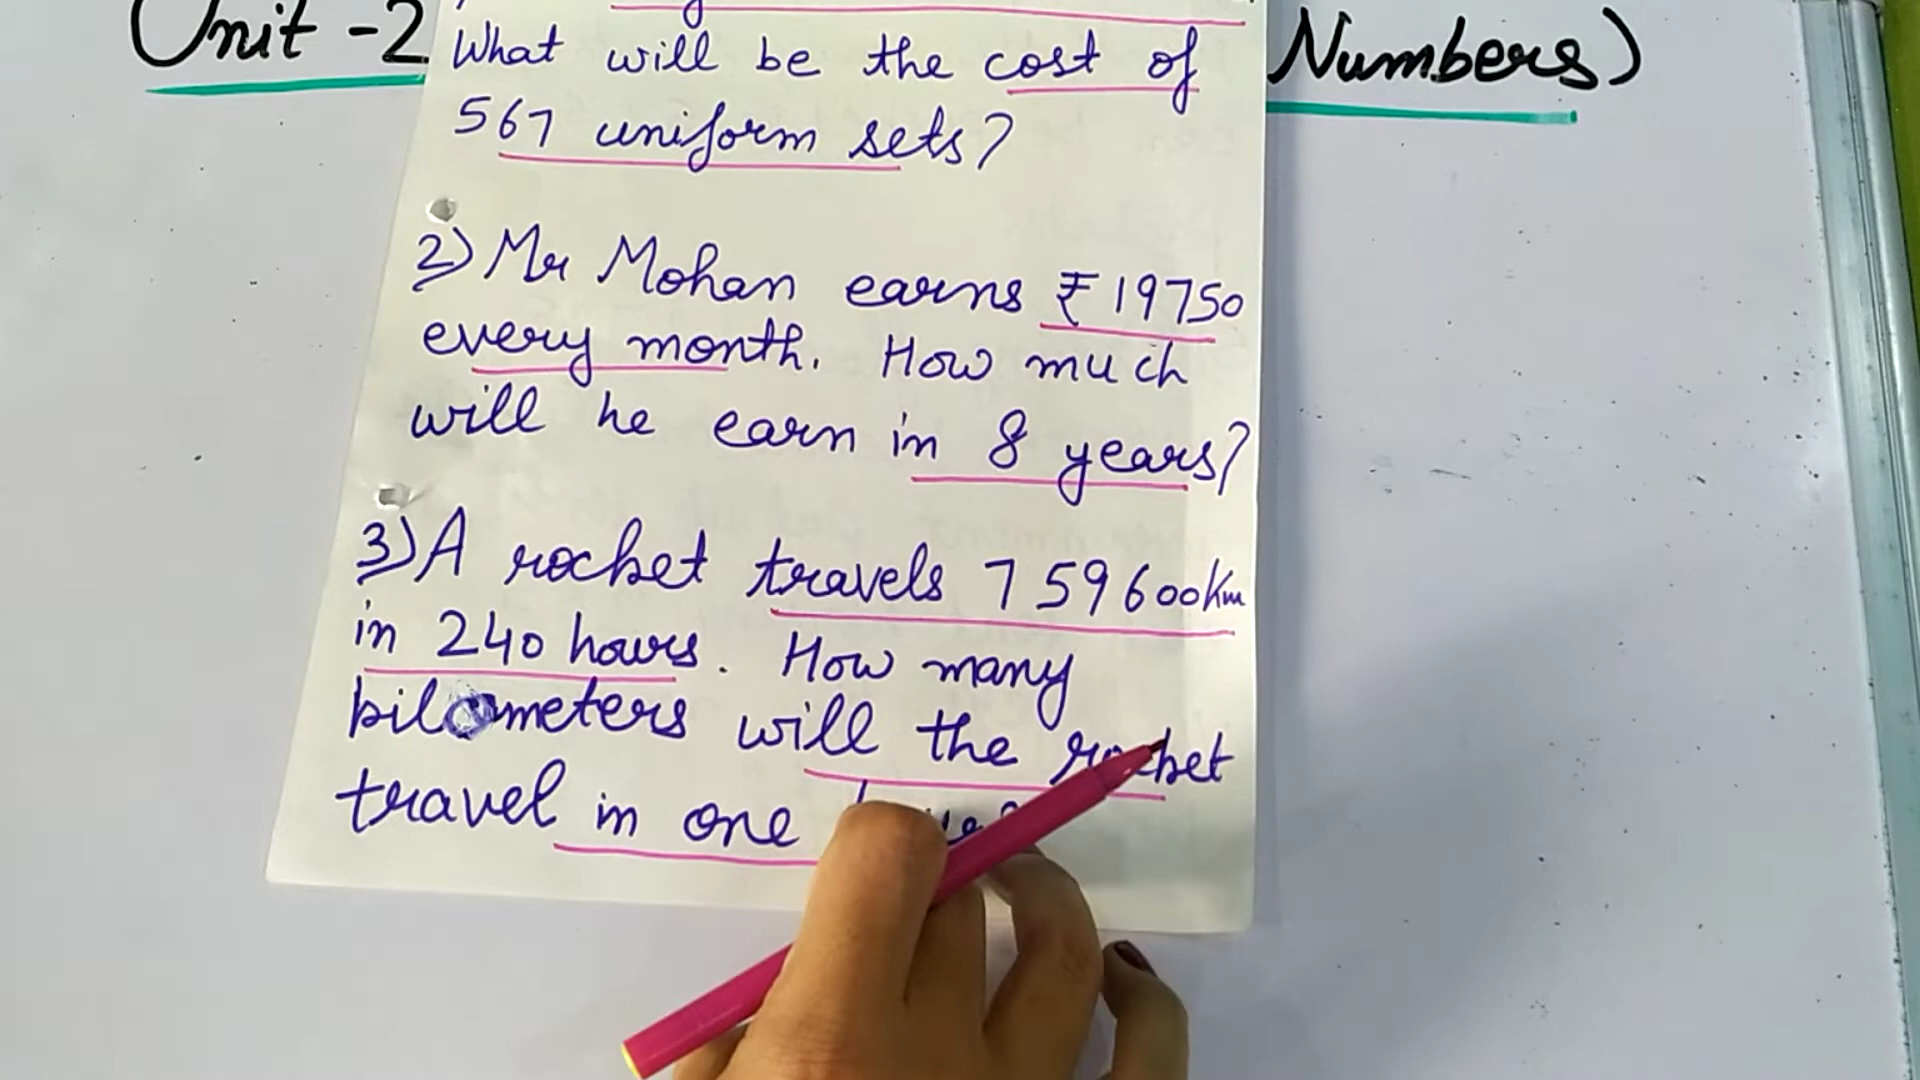 Unit -2 Numbers)
What will be the cost of
567 uniform sets?
2) Mr Mohan earns ₹19750
every month. How much
will he earn in 8 years?
3) A rocket travels 759600Km
in 240 hours. How many
kilometers will the rocket
travel in one